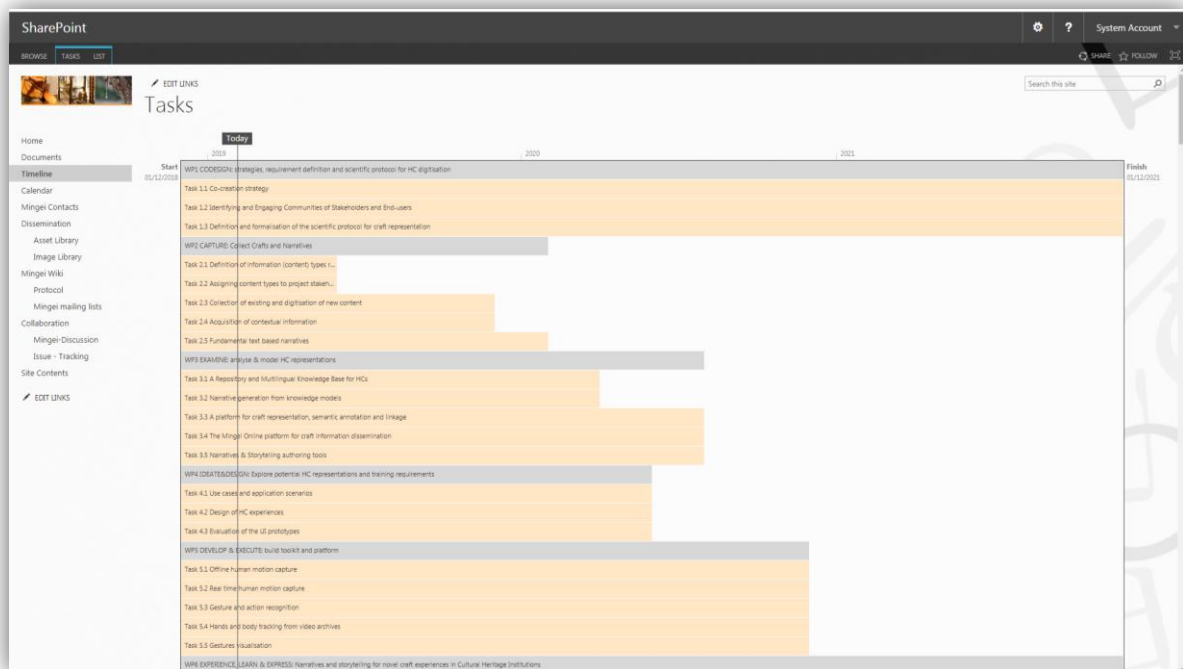 SharePoint
? System Account
BROWSE TASKS LIST
SHARE FOLLOW
EDIT LINKS
Search this site
Tasks
Today
2019 2020 2021
Home
Documents
Timeline
Calendar
Mingei Contacts
Dissemination
Asset Library
Image Library
Mingei Wiki
Protocol
Mingei mailing lists
Collaboration
Mingei-Discussion
Issue - Tracking
Site Contents
EDIT LINKS
Start
01/12/2018
Finish
01/12/2021
WP1 CODESIGN: strategies, requirement definition and scientific protocol for HC digitisation
Task 1.1 Co-creation strategy
Task 1.2 Identifying and Engaging Communities of Stakeholders and End-users
Task 1.3 Definition and formalisation of the scientific protocol for craft representation
WP2 CAPTURE: Collect Crafts and Narratives
Task 2.1 Definition of information (content) types r...
Task 2.2 Assigning content types to project stakeh...
Task 2.3 Collection of existing and digitisation of new content
Task 2.4 Acquisition of contextual information
Task 2.5 Fundamental text based narratives
WP3 EXAMINE: analyse & model HC representations
Task 3.1 A Repository and Multilingual Knowledge Base for HCs
Task 3.2 Narrative generation from knowledge models
Task 3.3 A platform for craft representation, semantic annotation and linkage
Task 3.4 The Mingei Online platform for craft information dissemination
Task 3.5 Narratives & Storytelling authoring tools
WP4 IDEATE&DESIGN: Explore potential HC representations and training requirements
Task 4.1 Use cases and application scenarios
Task 4.2 Design of HC experiences
Task 4.3 Evaluation of the UI prototypes
WP5 DEVELOP & EXECUTE: build toolkit and platform
Task 5.1 Offline human motion capture
Task 5.2 Real time human motion capture
Task 5.3 Gesture and action recognition
Task 5.4 Hands and body tracking from video archives
Task 5.5 Gestures visualisation
WP6 EXPERIENCE, LEARN & EXPRESS: Narratives and storytelling for novel craft experiences in Cultural Heritage Institutions